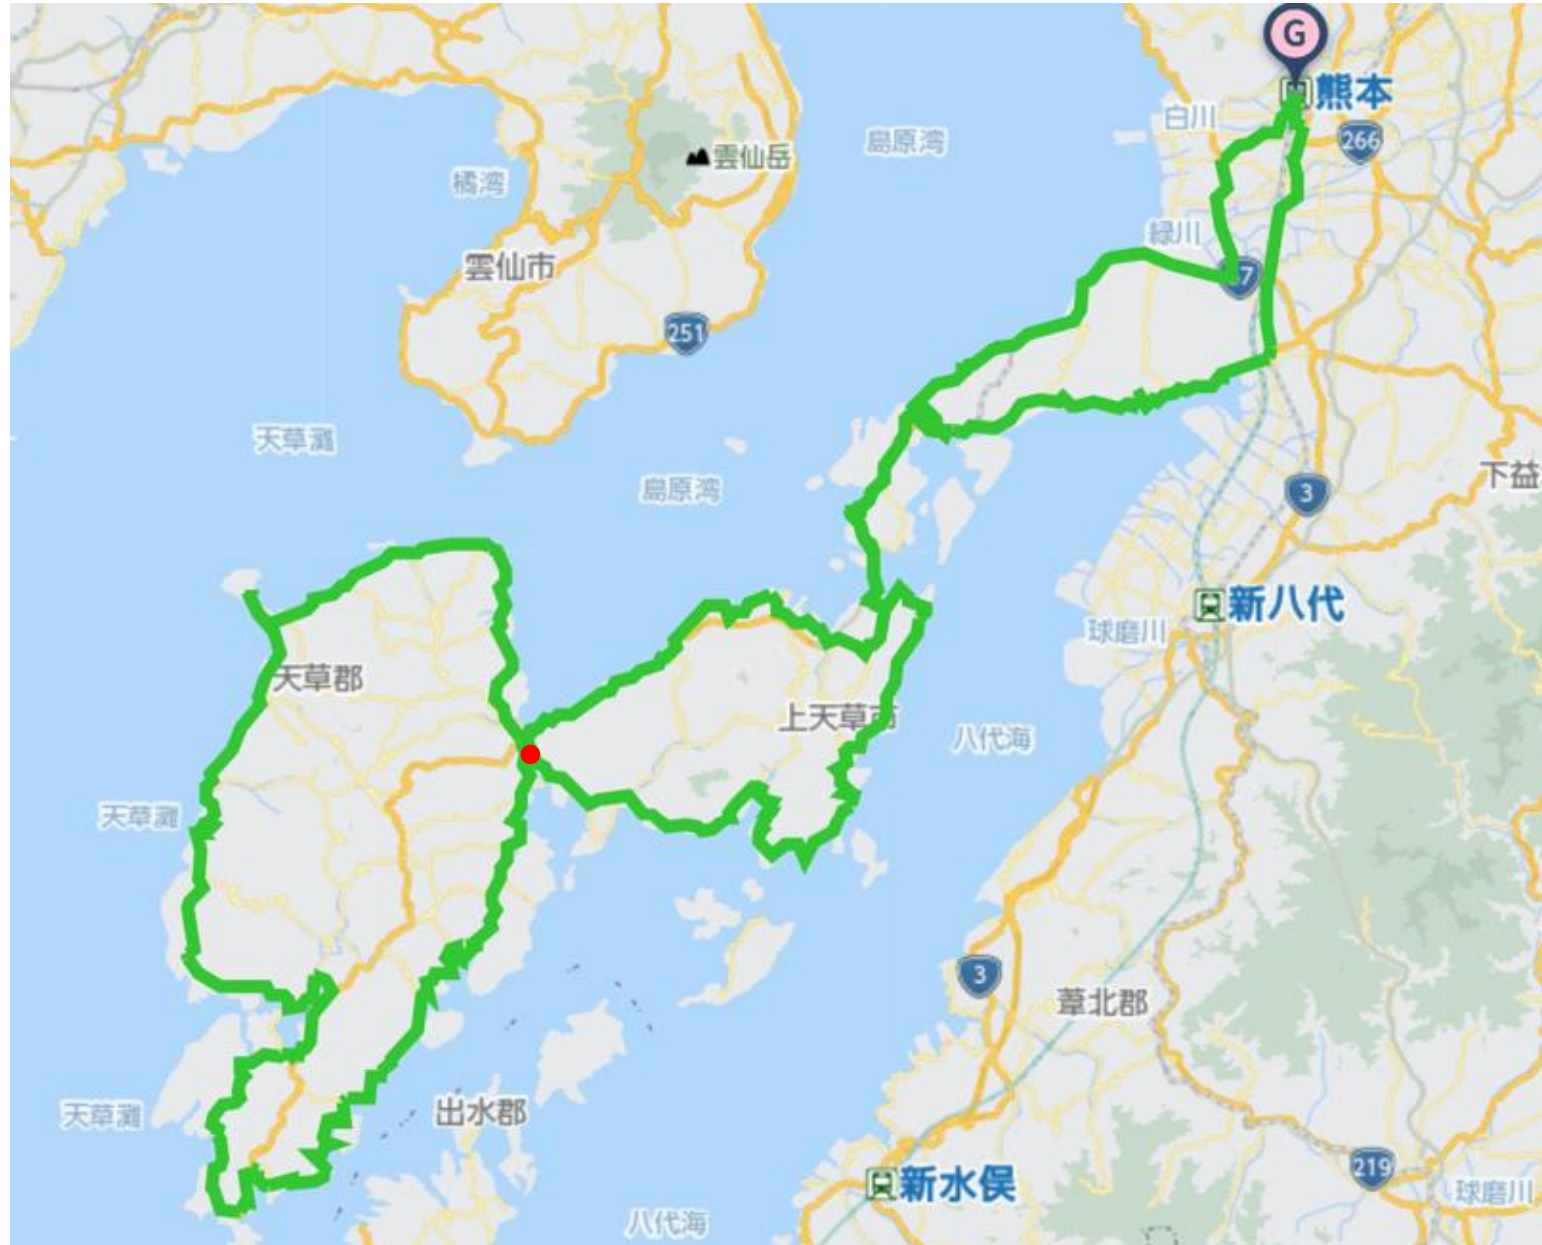 G
熊本
白川
266
島原湾
雲仙岳
橘湾
緑川
雲仙市
7
251
天草灘
島原湾
下益
3
新八代
球磨川
天草郡
上天草市
八代海
天草灘
3
葦北郡
天草灘
出水郡
219
新水俣
球磨川
八代海